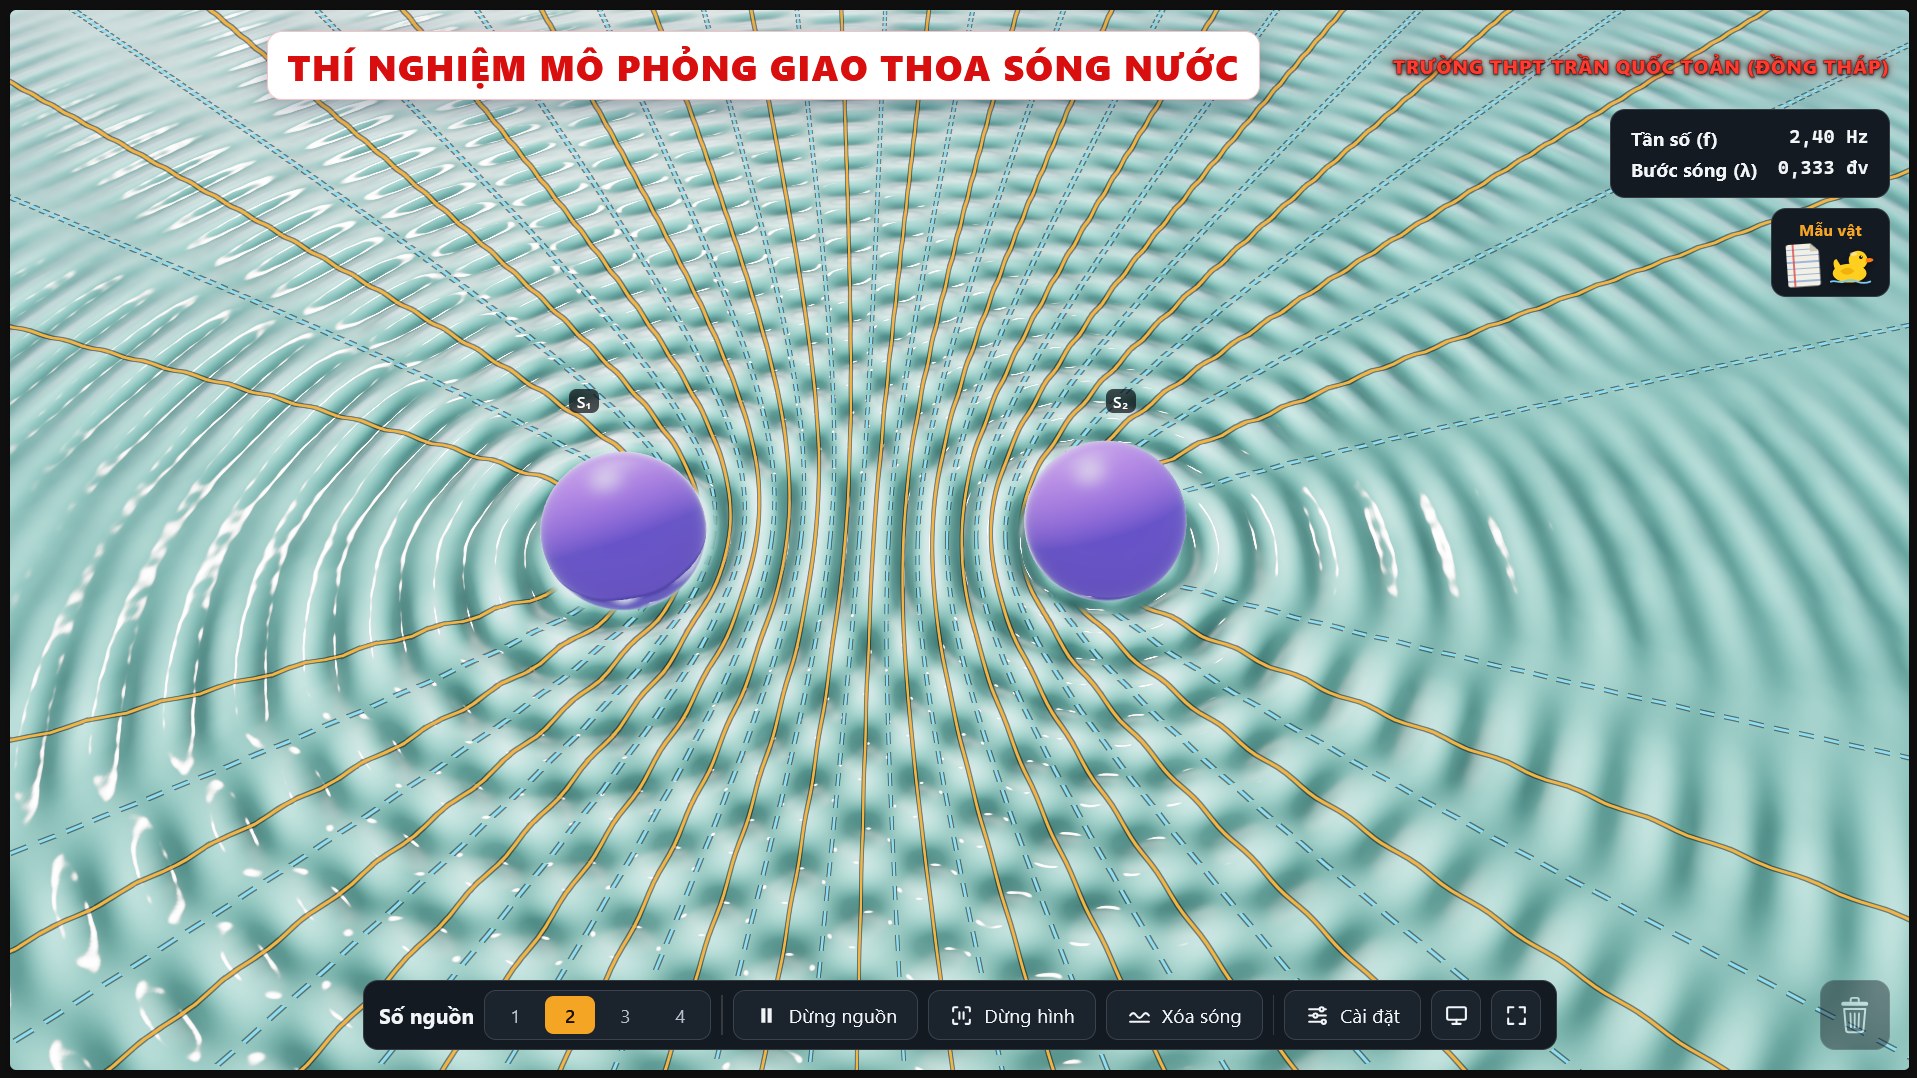 THÍ NGHIỆM MÔ PHỎNG GIAO THOA SÓNG NƯỚC
TRƯỜNG THPT TRẦN QUỐC TOẢN (ĐỒNG THÁP)
Tần số (f) 2,40 Hz
Bước sóng (λ) 0,333 đv
Mẫu vật
S₁
S₂
Số nguồn 1 2 3 4 Dừng nguồn Dừng hình Xóa sóng Cài đặt